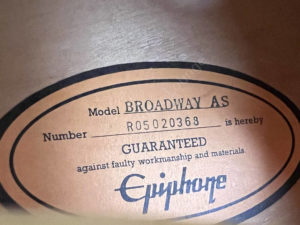 Model BROADWAY AS
Number R05020368 is hereby
GUARANTEED
against faulty workmanship and materials
Epiphone